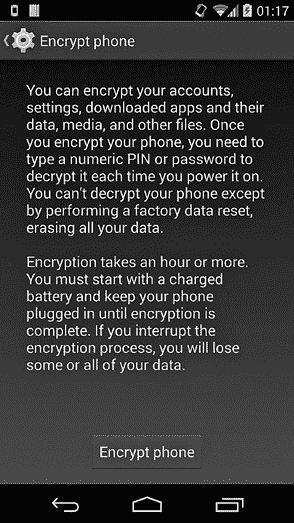 01:17
Encrypt phone
You can encrypt your accounts,
settings, downloaded apps and their
data, media, and other files. Once
you encrypt your phone, you need to
type a numeric PIN or password to
decrypt it each time you power it on.
You can't decrypt your phone except
by performing a factory data reset,
erasing all your data.
Encryption takes an hour or more.
You must start with a charged
battery and keep your phone
plugged in until encryption is
complete. If you interrupt the
encryption process, you will lose
some or all of your data.
Encrypt phone